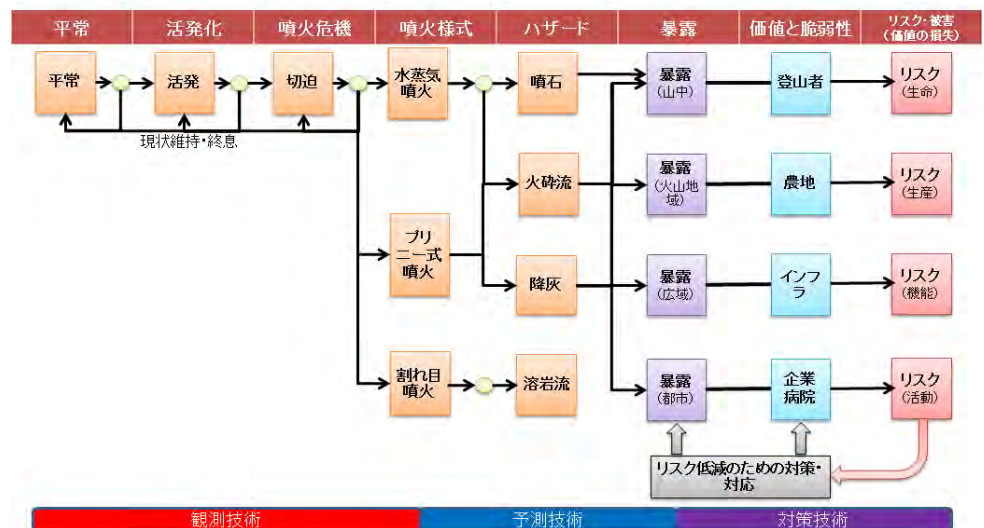 平常
活発化
噴火危機
噴火様式
ハザード
暴露
価値と脆弱性
リスク・被害
(価値の損失)
平常
活発
切迫
水蒸気
噴火
噴石
暴露
(山中)
登山者
リスク
(生命)
現状維持・終息
火砕流
暴露
(火山地
域)
農地
リスク
(生産)
プリ
ニー式
噴火
降灰
暴露
(広域)
インフ
ラ
リスク
(機能)
割れ目
噴火
溶岩流
暴露
(都市)
企業
病院
リスク
(活動)
リスク低減のための対策・
対応
観測技術
予測技術
対策技術